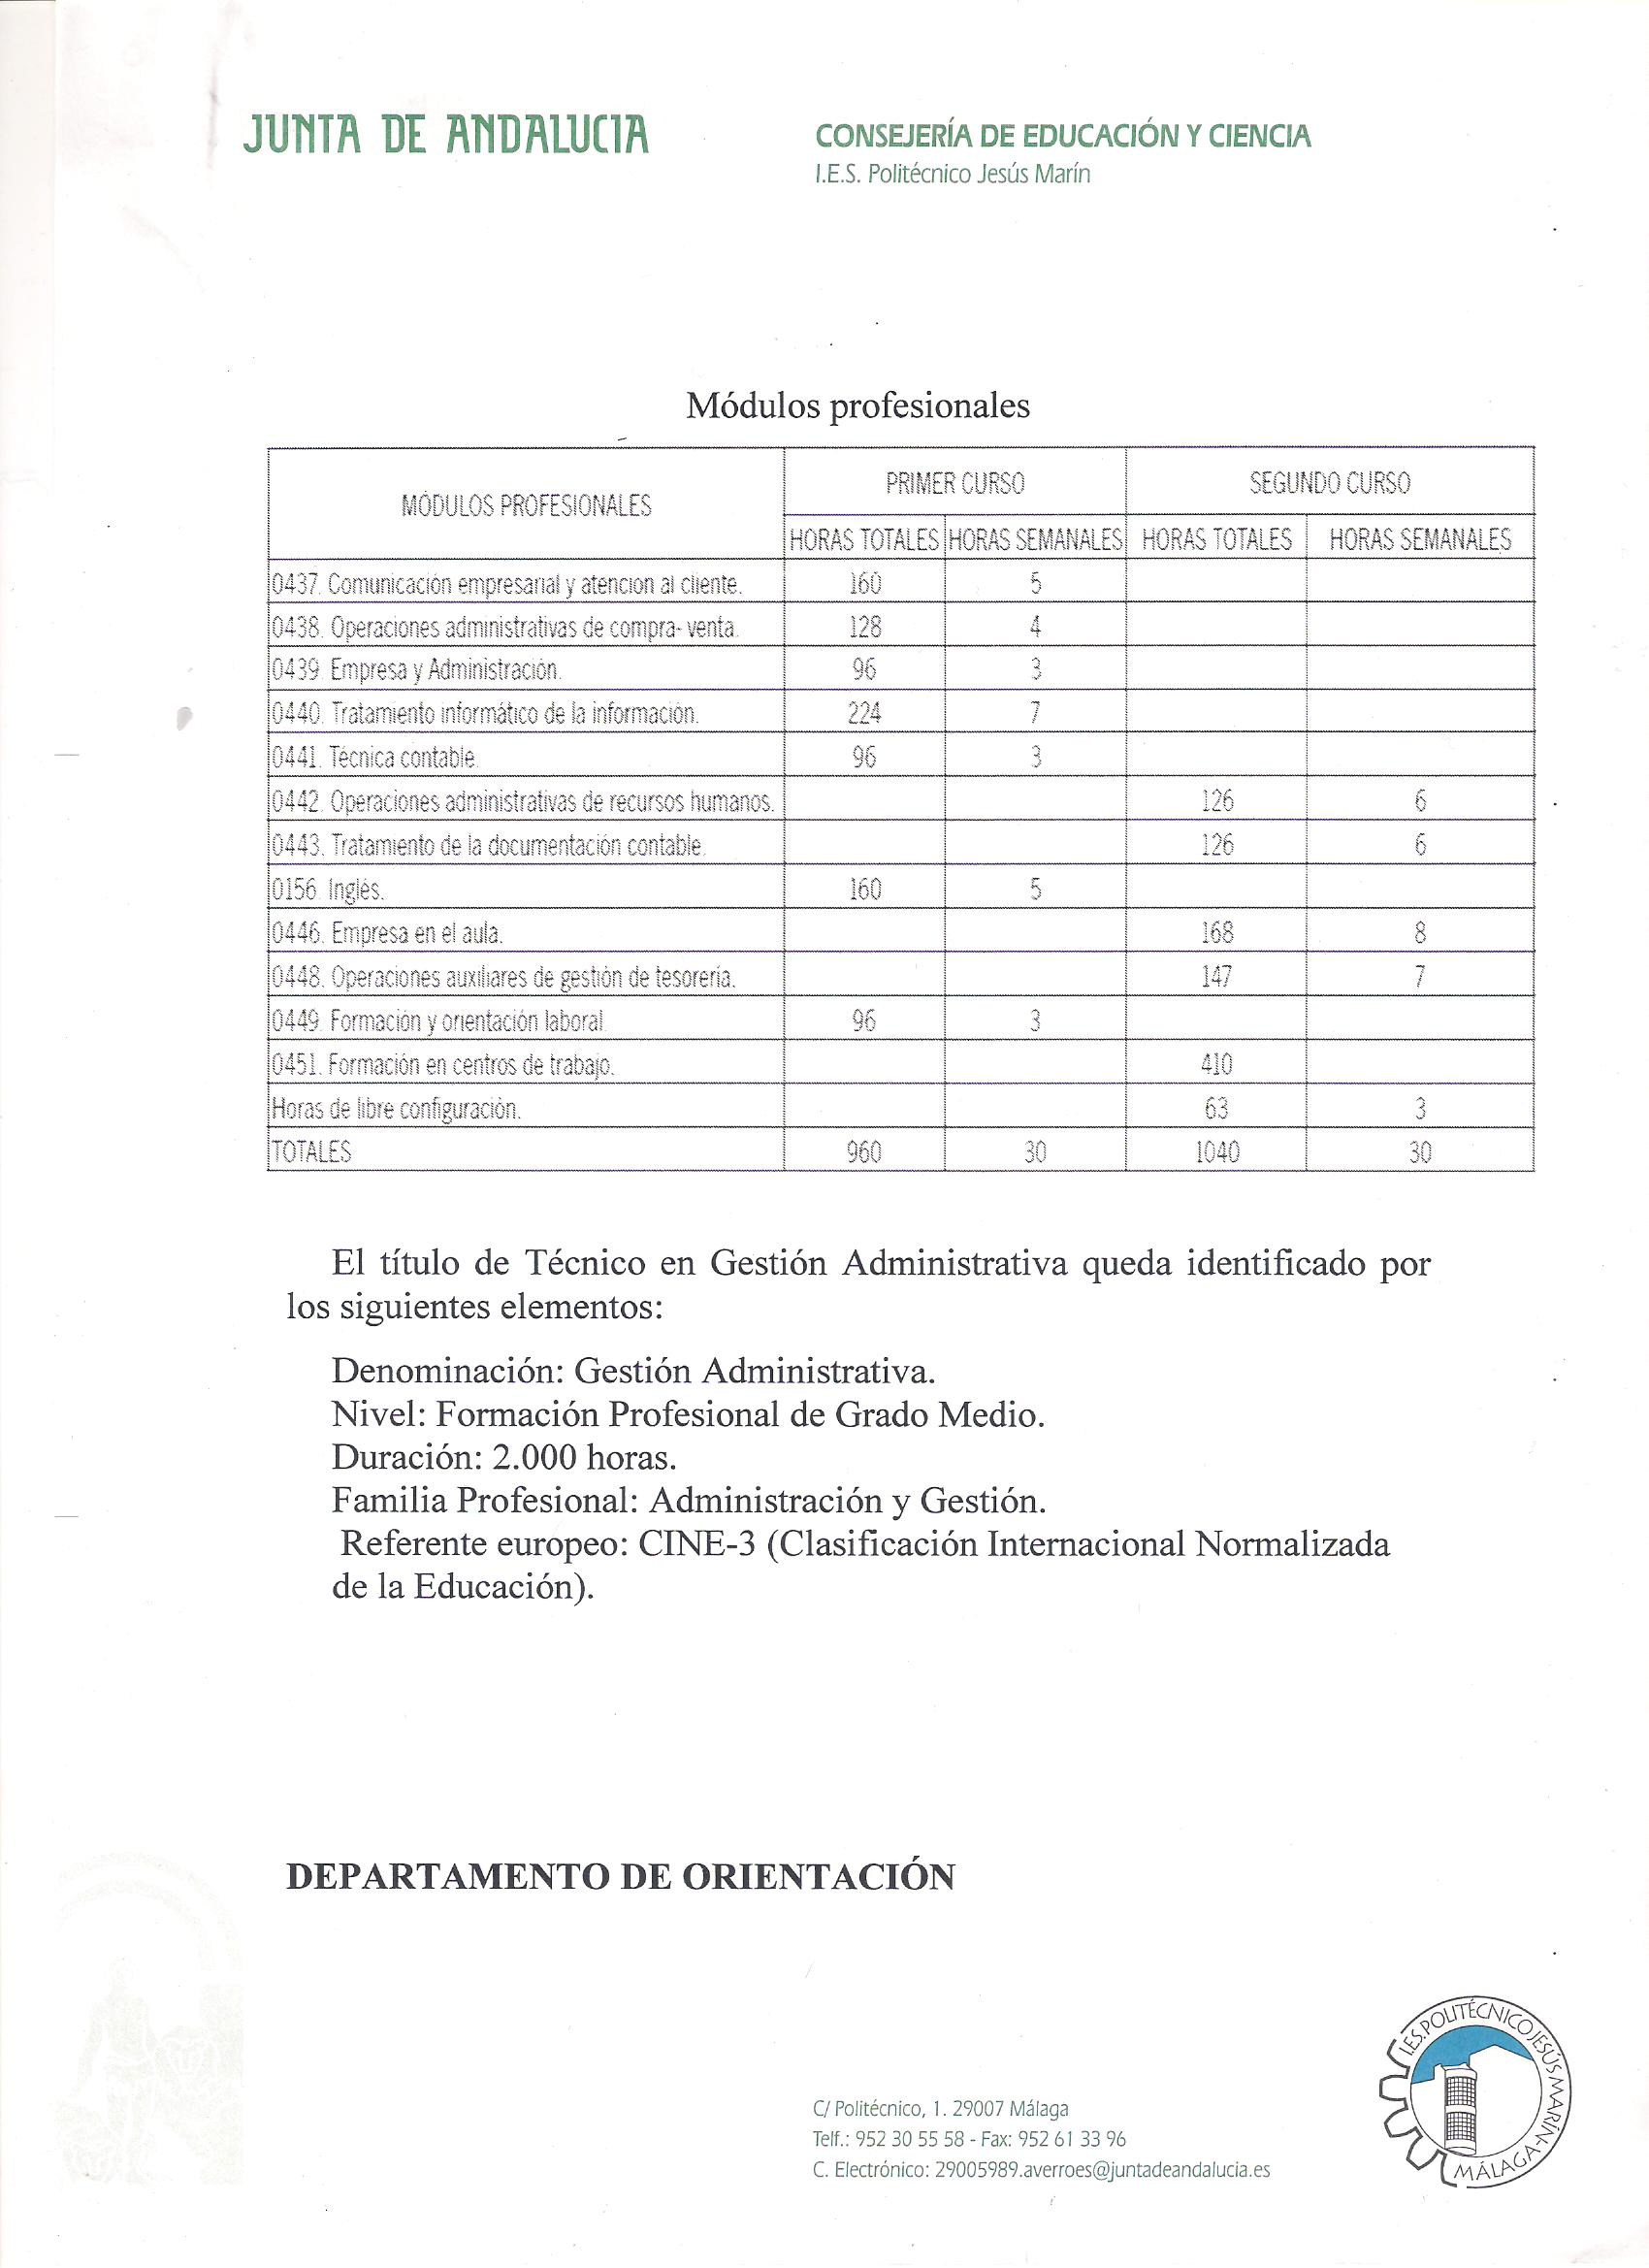 JUNTA DE ANDALUCIA
CONSEJERÍA DE EDUCACIÓN Y CIENCIA
I.E.S. Politécnico Jesús Marín
Módulos profesionales
MÓDULOS PROFESIONALES PRIMER CURSO SEGUNDO CURSO
HORAS TOTALES HORAS SEMANALES HORAS TOTALES HORAS SEMANALES
0437. Comunicación empresarial y atención al cliente. 160 5
0438. Operaciones administrativas de compra- venta. 128 4
0439. Empresa y Administración. 96 3
0440. Tratamiento informático de la información. 224 7
0441. Técnica contable. 96 3
0442. Operaciones administrativas de recursos humanos. 126 6
0443. Tratamiento de la documentación contable. 126 6
0156. Inglés. 160 5
0446. Empresa en el aula. 168 8
0448. Operaciones auxiliares de gestión de tesorería. 147 7
0449. Formación y orientación laboral 96 3
0451. Formación en centros de trabajo. 410
Horas de libre configuración. 63 3
TOTALES 960 30 1040 30
El título de Técnico en Gestión Administrativa queda identificado por
los siguientes elementos:
Denominación: Gestión Administrativa.
Nivel: Formación Profesional de Grado Medio.
Duración: 2.000 horas.
Familia Profesional: Administración y Gestión.
Referente europeo: CINE-3 (Clasificación Internacional Normalizada
de la Educación).
DEPARTAMENTO DE ORIENTACIÓN
C/ Politécnico, 1. 29007 Málaga
Telf.: 952 30 55 58 - Fax: 952 61 33 96
C. Electrónico: 29005989.averroes@juntadeandalucia.es
I.E.S. POLITÉCNICO JESÚS MARÍN-MÁLAGA